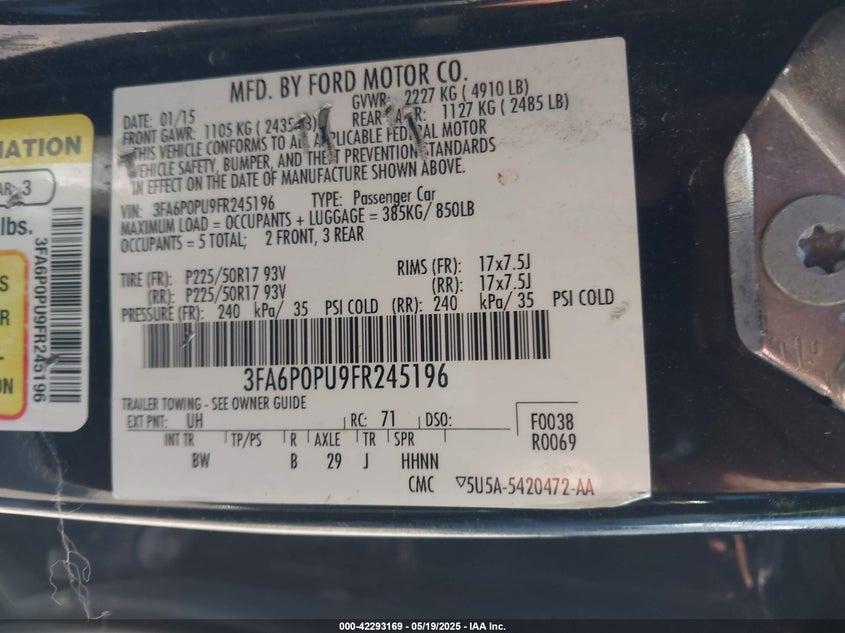 MFD. BY FORD MOTOR CO.
DATE: 01/15 GVWR: 2227 KG ( 4910 LB)
FRONT GAWR: 1105 KG ( 2435 LB) REAR 1127 KG ( 2485 LB)
THIS VEHICLE CONFORMS TO ALL APPLICABLE FEDERAL MOTOR
VEHICLE SAFETY, BUMPER, AND THEFT PREVENTION STANDARDS
IN EFFECT ON THE DATE OF MANUFACTURE SHOWN ABOVE.
VIN: 3FA6P0PU9FR245196 TYPE: Passenger Car
MAXIMUM LOAD = OCCUPANTS + LUGGAGE = 385KG/ 850LB
OCCUPANTS = 5 TOTAL; 2 FRONT, 3 REAR
TIRE (FR): P225/50R17 93V RIMS (FR): 17x7.5J
(RR): P225/50R17 93V (RR): 17x7.5J
PRESSURE (FR): 240 kPa/ 35 PSI COLD (RR): 240 kPa/ 35 PSI COLD
3FA6P0PU9FR245196
TRAILER TOWING - SEE OWNER GUIDE
EXT PNT: UH RC: 71 DSO: F0038
INT TR TP/PS R AXLE TR SPR R0069
BW B 29 J HHNN
CMC ▽5U5A-5420472-AA
3
lbs.
3FA6P0PU9FR245196
000-42293169 - 05/19/2025 - IAA Inc.